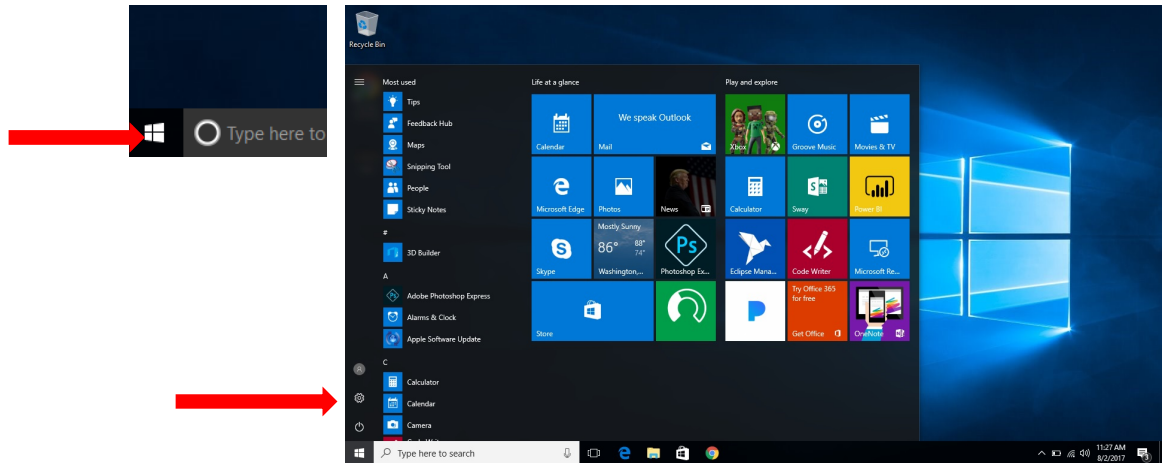 Type here to
Recycle Bin
Most used
Tips
Feedback Hub
Maps
Snipping Tool
People
Sticky Notes
#
3D Builder
A
Ps
Adobe Photoshop Express
Alarms & Clock
Apple Software Update
C
Calculator
Calendar
Camera
Life at a glance
Calendar
We speak Outlook
Mail
Microsoft Edge
Photos
News
Skype
Mostly Sunny
86°
88°
74°
Washington,...
Ps
Photoshop Ex...
Store
Play and explore
Xbox
Groove Music
Movies & TV
Calculator
S
Sway
Power BI
Eclipse Mana...
Code Writer
Microsoft Re...
P
Try Office 365
for free
Get Office
OneNote
Type here to search
11:27 AM
8/2/2017
3